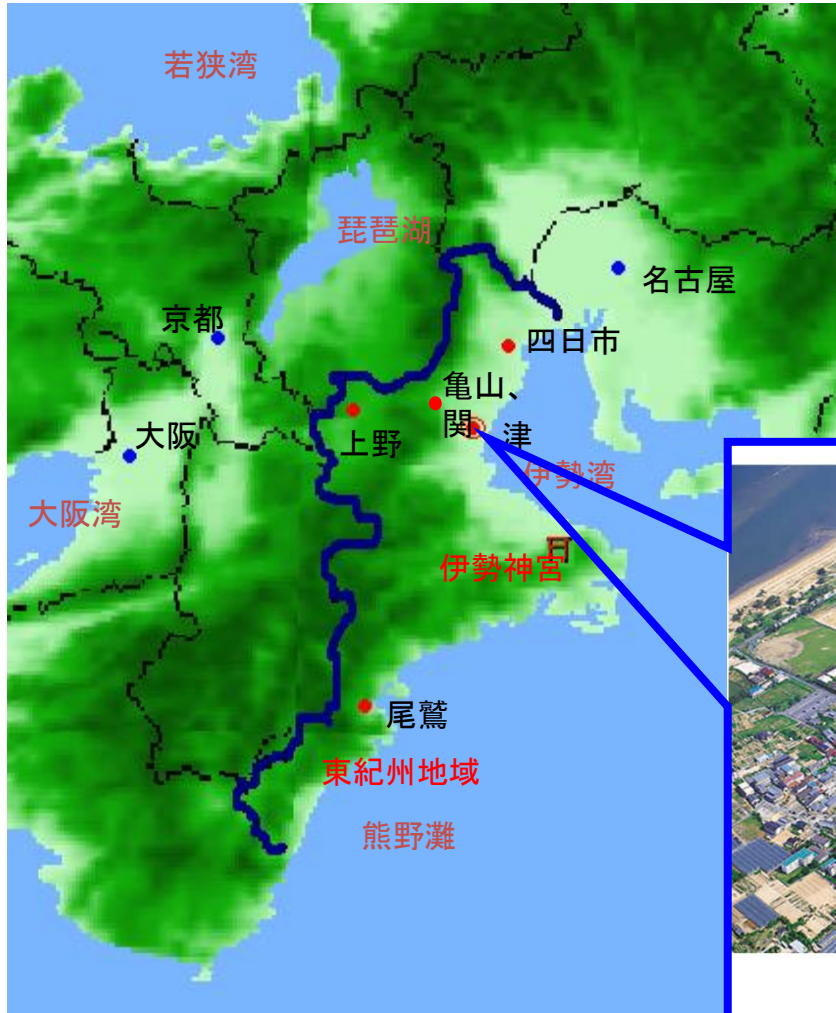 若狭湾
琵琶湖
名古屋
京都
四日市
亀山、
関
津
上野
大阪
伊勢湾
大阪湾
伊勢神宮
尾鷲
東紀州地域
熊野灘